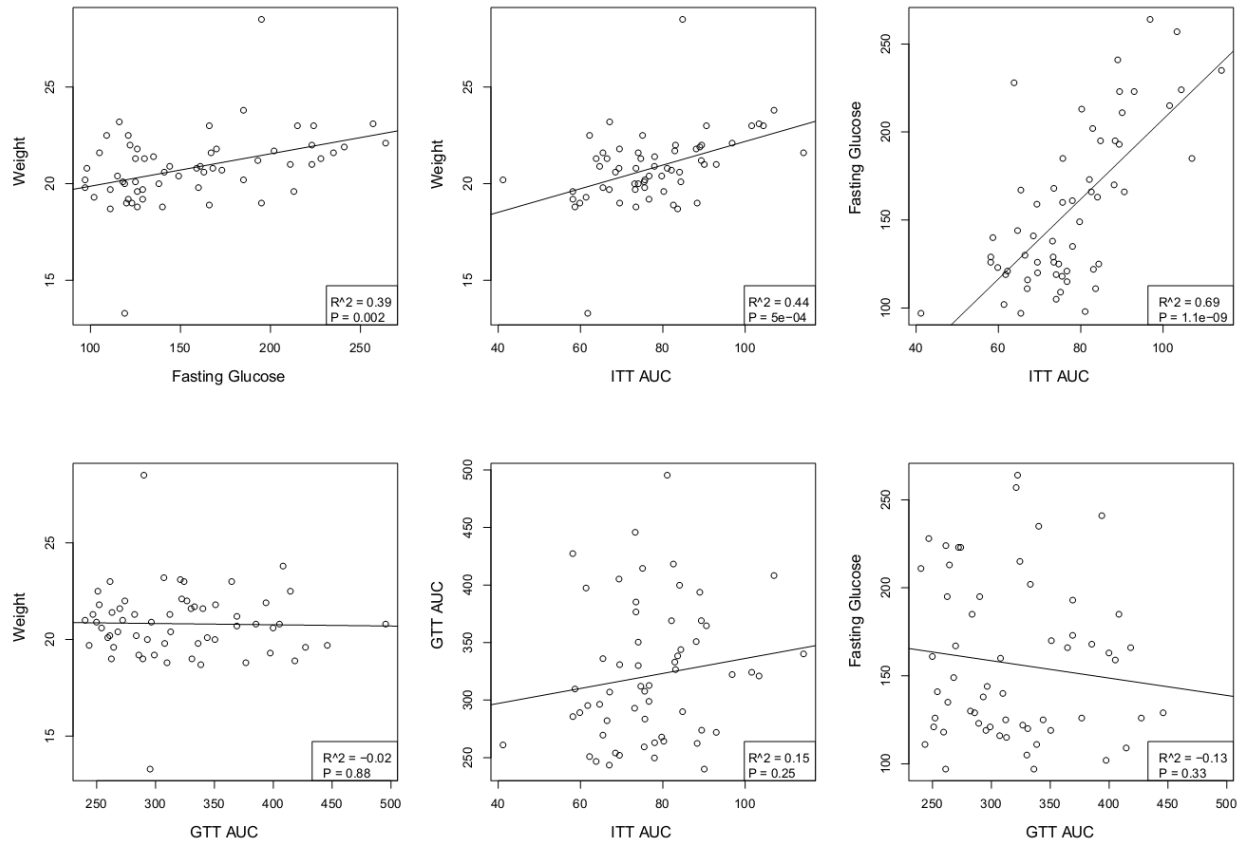 Weight
25
20
15
R^2 = 0.39
P = 0.002
100 150 200 250
Fasting Glucose
Weight
25
20
15
R^2 = 0.44
P = 5e−04
40 60 80 100
ITT AUC
Fasting Glucose
250
200
150
100
R^2 = 0.69
P = 1.1e−09
40 60 80 100
ITT AUC
Weight
25
20
15
R^2 = −0.02
P = 0.88
250 300 350 400 450 500
GTT AUC
GTT AUC
500
450
400
350
300
250
R^2 = 0.15
P = 0.25
40 60 80 100
ITT AUC
Fasting Glucose
250
200
150
100
R^2 = −0.13
P = 0.33
250 300 350 400 450 500
GTT AUC